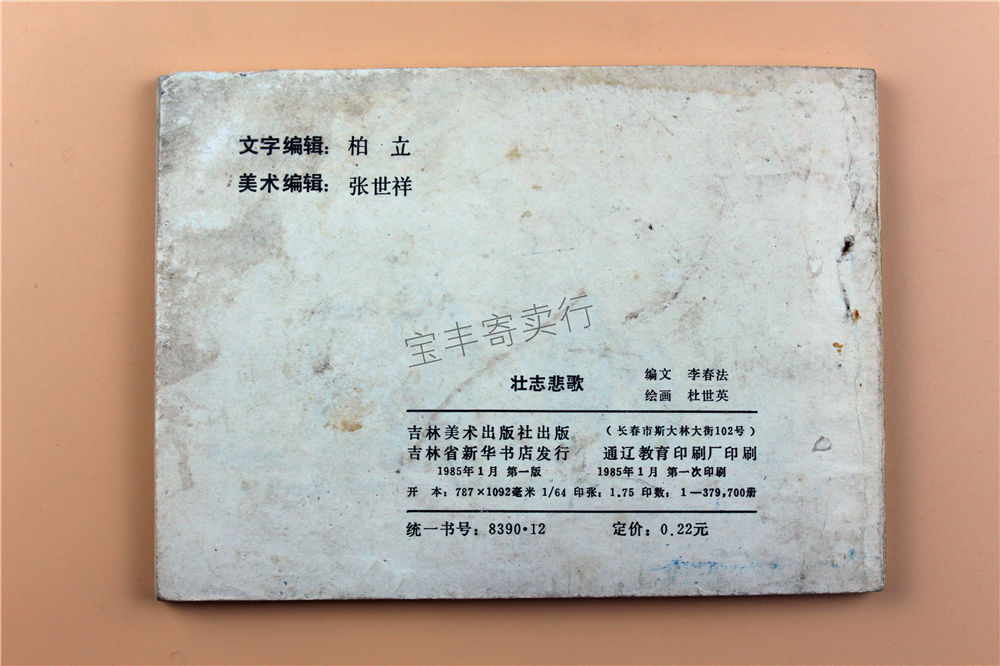 文字编辑：柏 立
美术编辑：张世祥
宝丰寄卖行
壮志悲歌
编文 李春法
绘画 杜世英
吉林美术出版社出版 （长春市斯大林大街102号）
吉林省新华书店发行 通辽教育印刷厂印刷
1985年1月 第一版 1985年1月 第一次印刷
开 本：787×1092毫米 1/64 印张：1.75 印数：1—379,700册
统一书号：8390·12 定价：0.22元